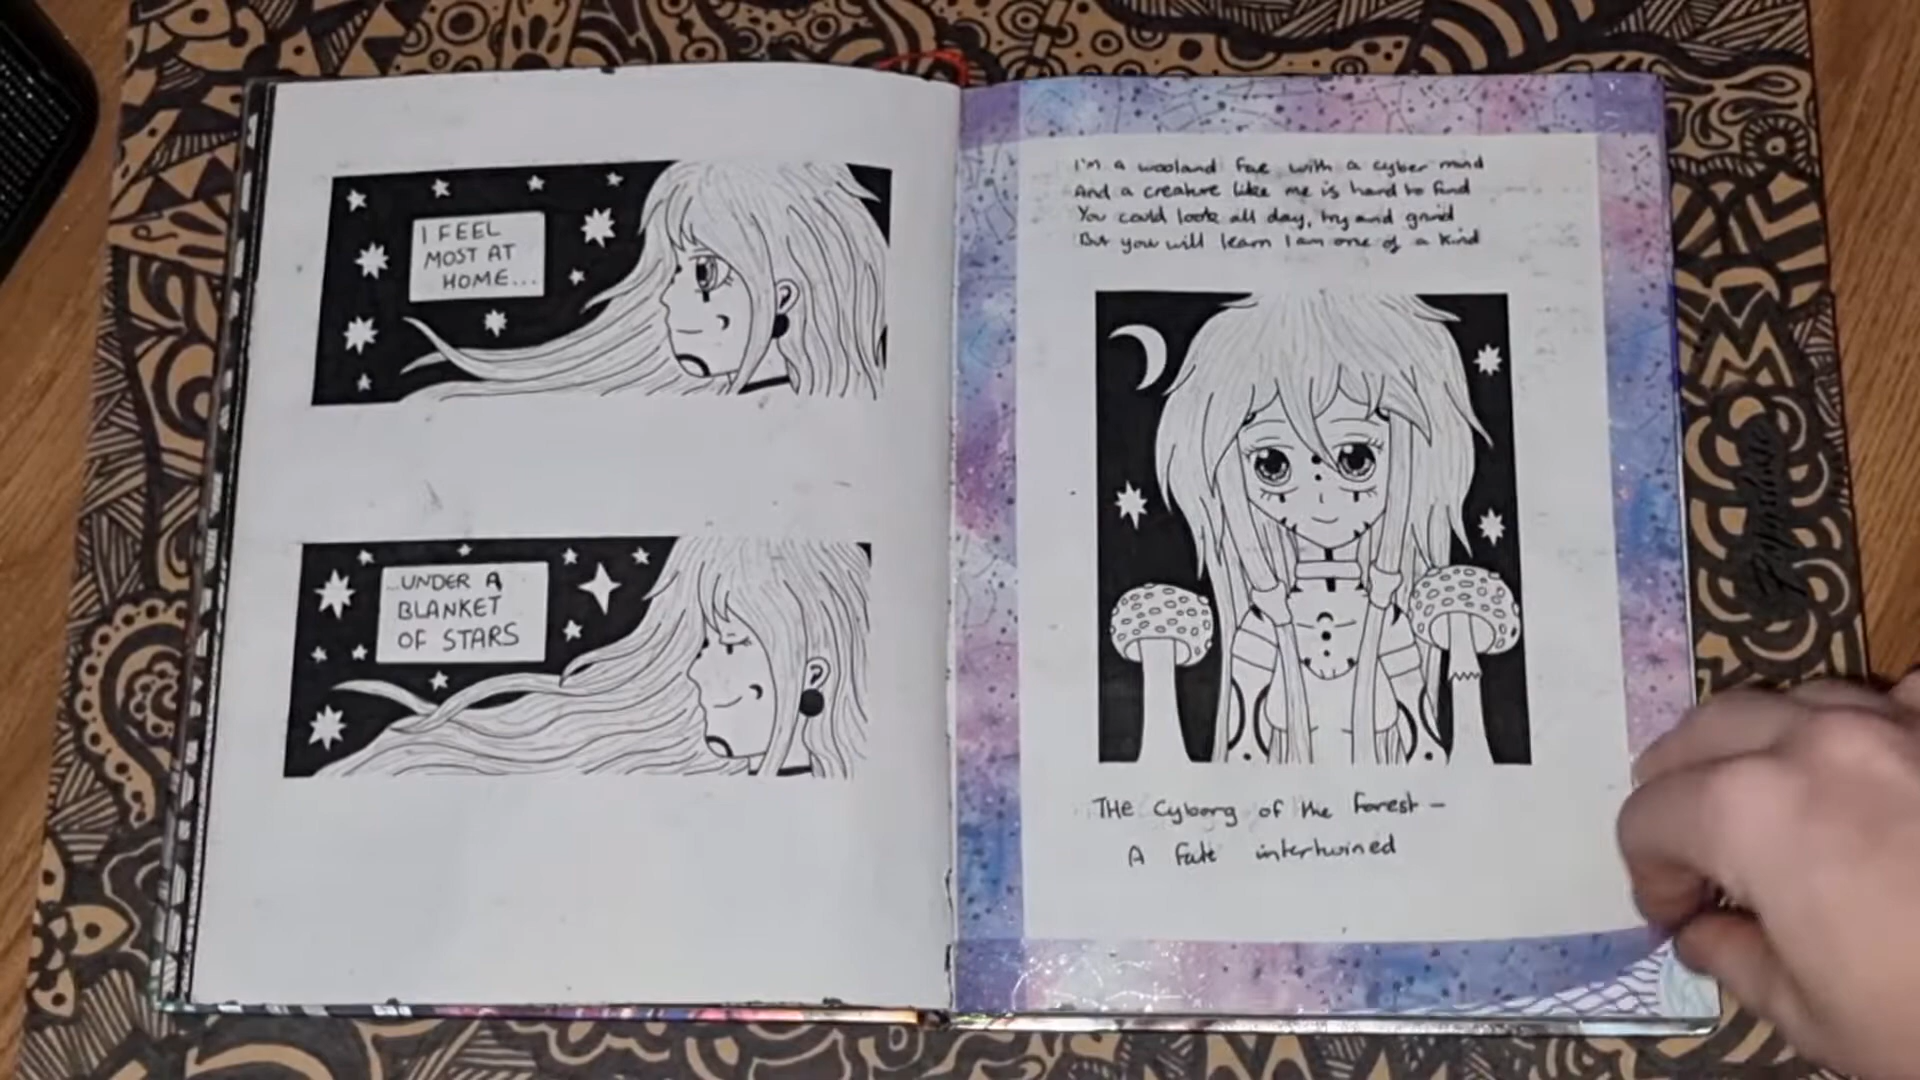 I FEEL
MOST AT
HOME...
...UNDER A
BLANKET
OF STARS
I'm a wooland fae with a cyber mind
And a creature like me is hard to find
You could look all day, try and grind
But you will learn I am one of a kind
THE Cyborg of the Forest -
A Fate intertwined